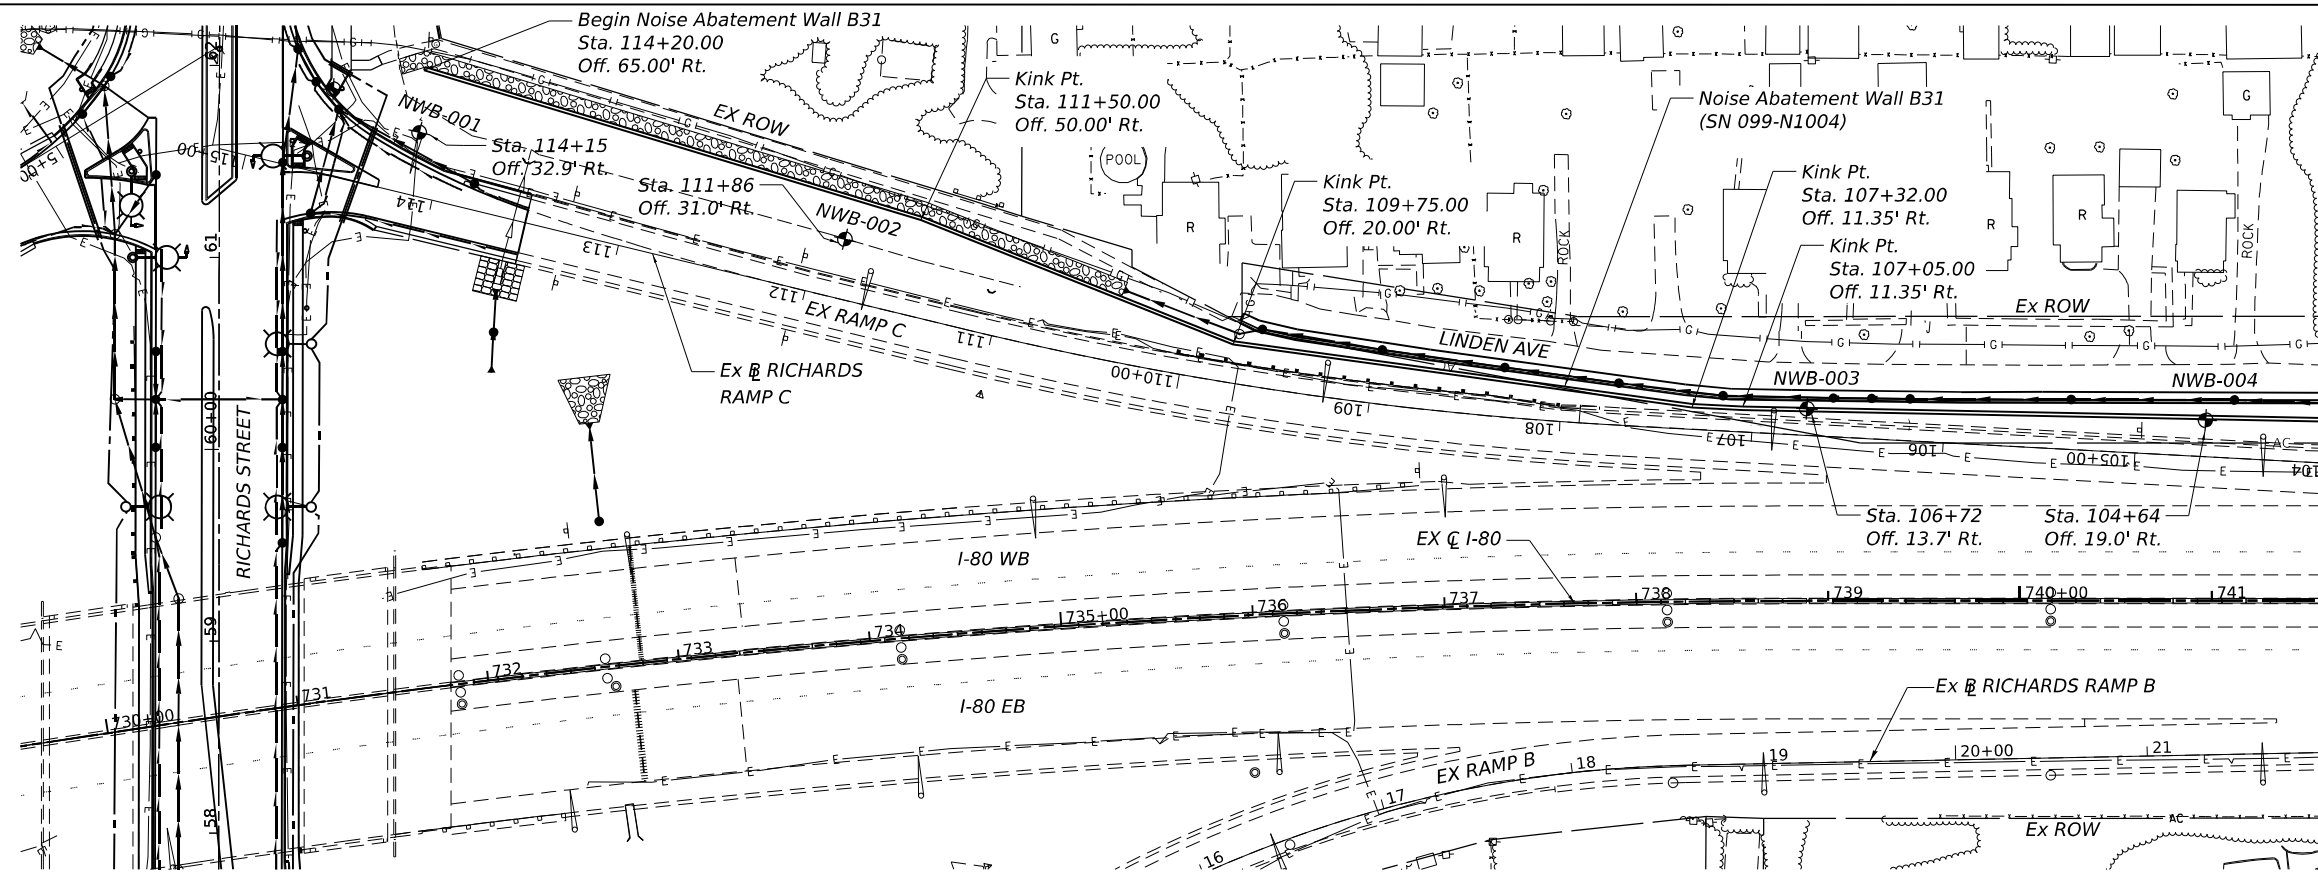 Begin Noise Abatement Wall B31
Sta. 114+20.00
Off. 65.00' Rt.
Kink Pt.
Sta. 111+50.00
Off. 50.00' Rt.
EX ROW
NWB-001
Sta. 114+15
Off. 32.9' Rt.
Sta. 111+86
Off. 31.0' Rt.
NWB-002
POOL
Noise Abatement Wall B31
(SN 099-N1004)
Kink Pt.
Sta. 109+75.00
Off. 20.00' Rt.
Kink Pt.
Sta. 107+32.00
Off. 11.35' Rt.
Kink Pt.
Sta. 107+05.00
Off. 11.35' Rt.
G
G
R
R
R
R
ROCK
ROCK
Ex ROW
LINDEN AVE
NWB-003
NWB-004
115+00
114
113
112
111
110+00
109
108
107
106
105+00
104
EX RAMP C
Ex BL RICHARDS
RAMP C
62
61
60+00
59
58
RICHARDS STREET
Sta. 106+72
Off. 13.7' Rt.
Sta. 104+64
Off. 19.0' Rt.
EX CL I-80
I-80 WB
730+00
731
732
733
734
735+00
736
737
738
739
740+00
741
I-80 EB
Ex BL RICHARDS RAMP B
EX RAMP B
16
17
18
19
20+00
21
AC
AC
Ex ROW